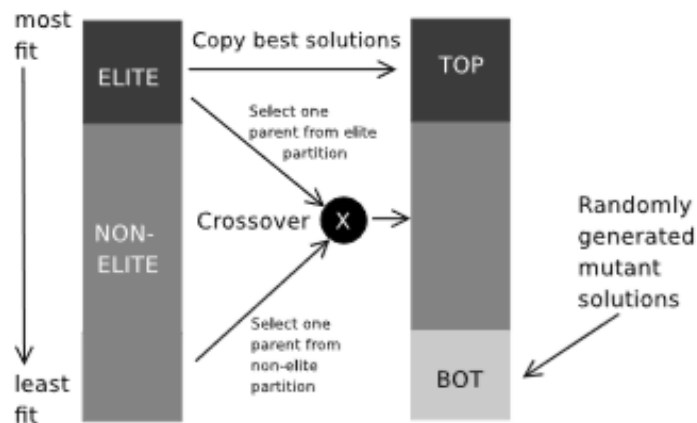 most
fit
ELITE
NON-
ELITE
least
fit
Copy best solutions
Select one
parent from elite
partition
Crossover
X
Select one
parent from
non-elite
partition
TOP
BOT
Randomly
generated
mutant
solutions